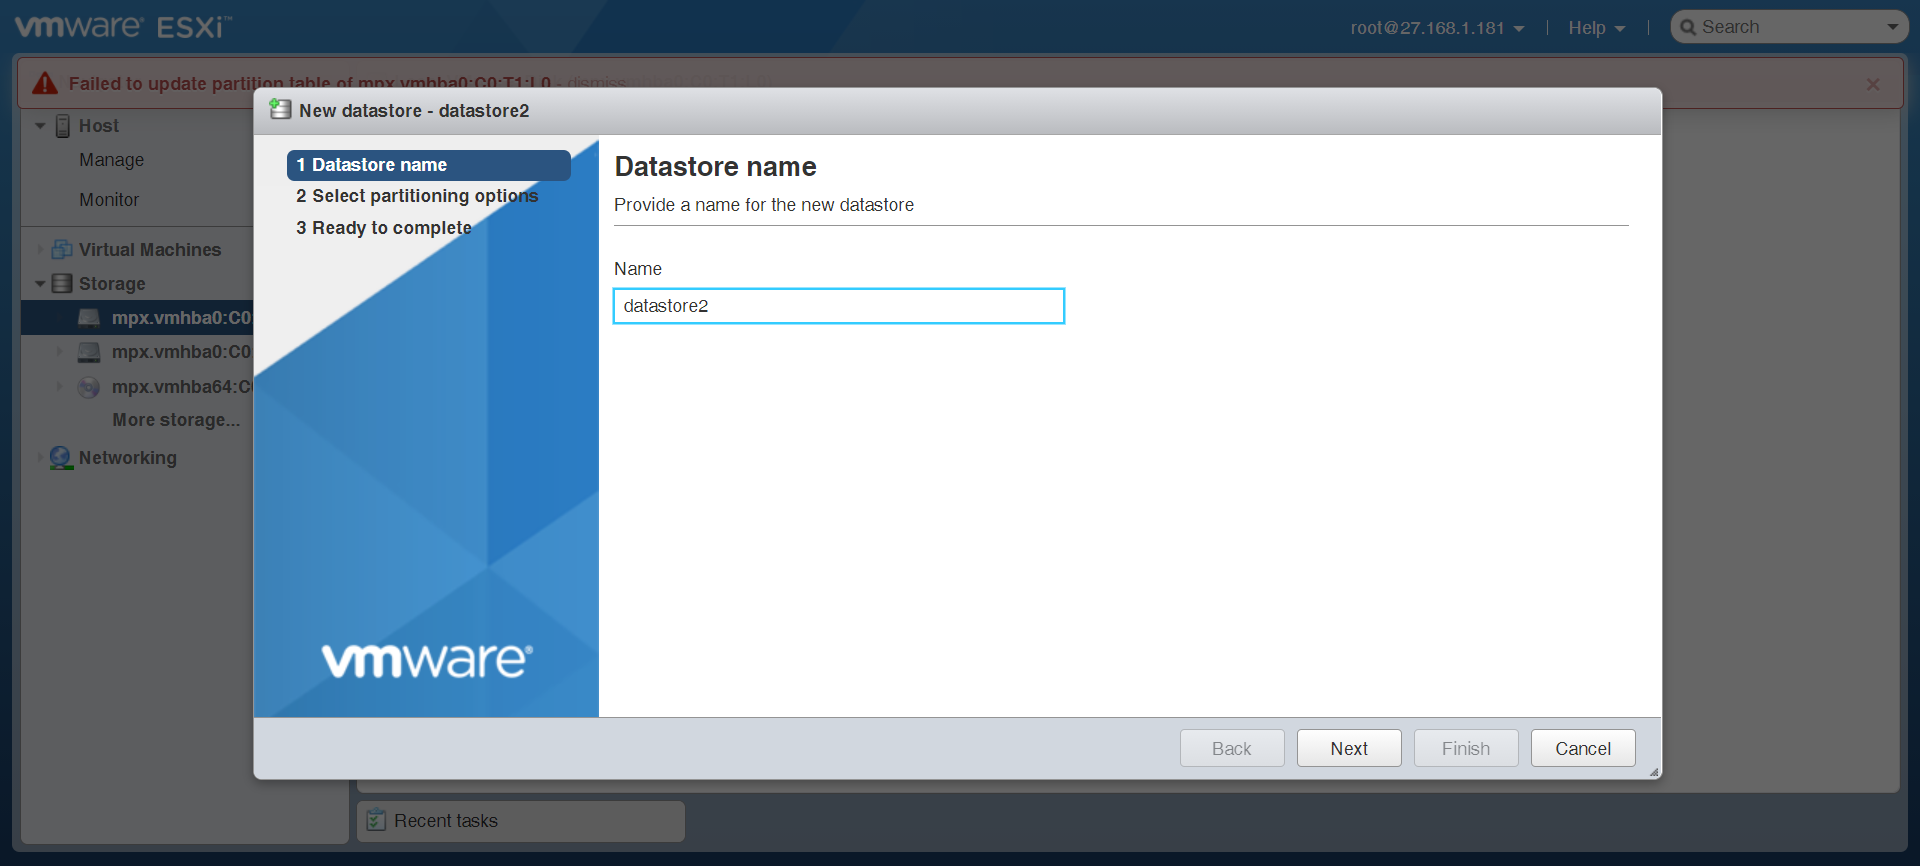 vmware ESXi™
root@27.168.1.181
Help
Search
Failed to update partition table of mpx.vmhba0:C0:T1:L0 - dismiss
New datastore - datastore2
Host
Manage
Monitor
Virtual Machines
Storage
mpx.vmhba0:C0
mpx.vmhba0:C0
mpx.vmhba64:C
More storage...
Networking
1 Datastore name
2 Select partitioning options
3 Ready to complete
vmware®
Datastore name
Provide a name for the new datastore
Name
datastore2
Back
Next
Finish
Cancel
Recent tasks